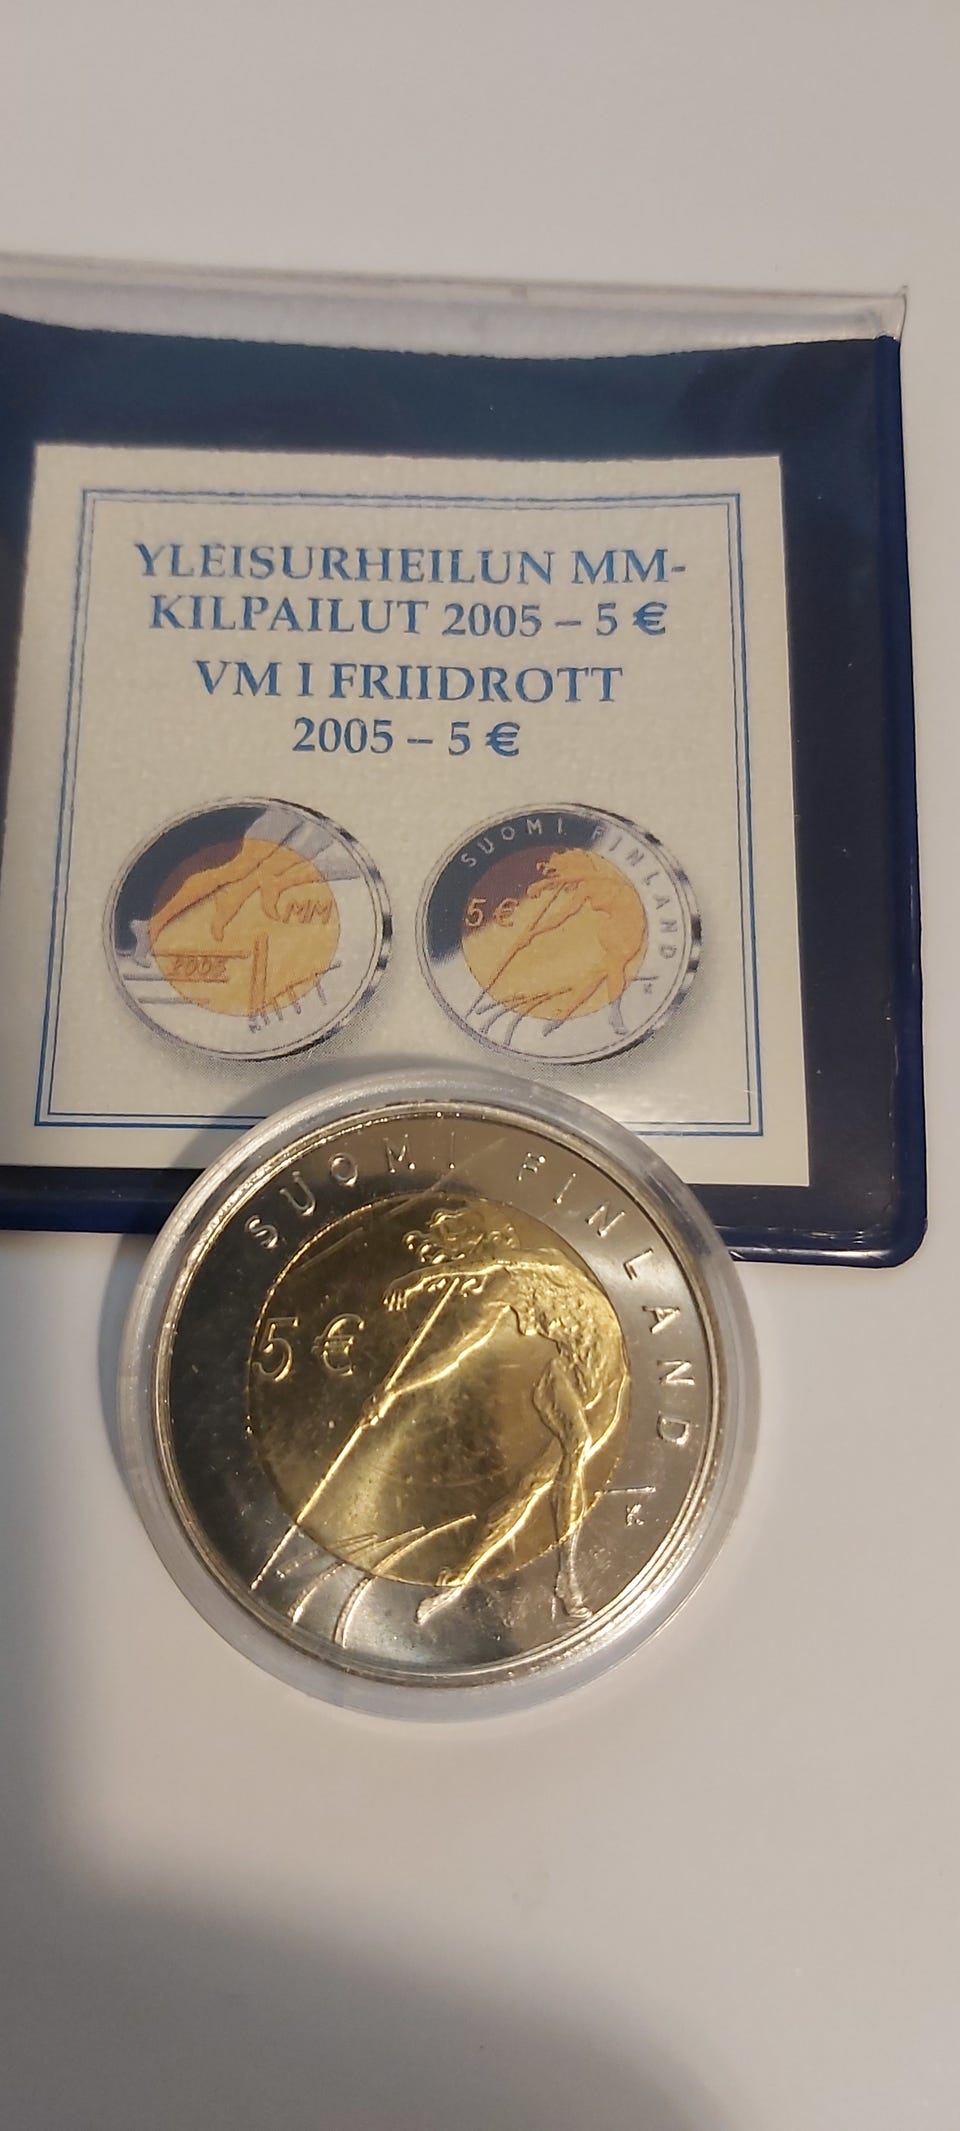 YLEISURHEILUN MM-
KILPAILUT 2005 – 5 €
VM I FRIIDROTT
2005 – 5 €
MM
2005
SUOMI FINLAND
5 €
K
SUOMI FINLAND
5 €
K